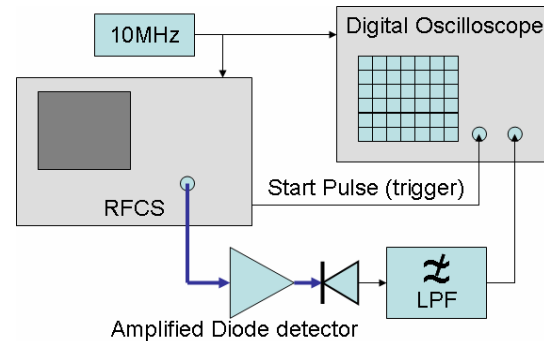 10MHz
Digital Oscilloscope
RFCS
Start Pulse (trigger)
LPF
Amplified Diode detector